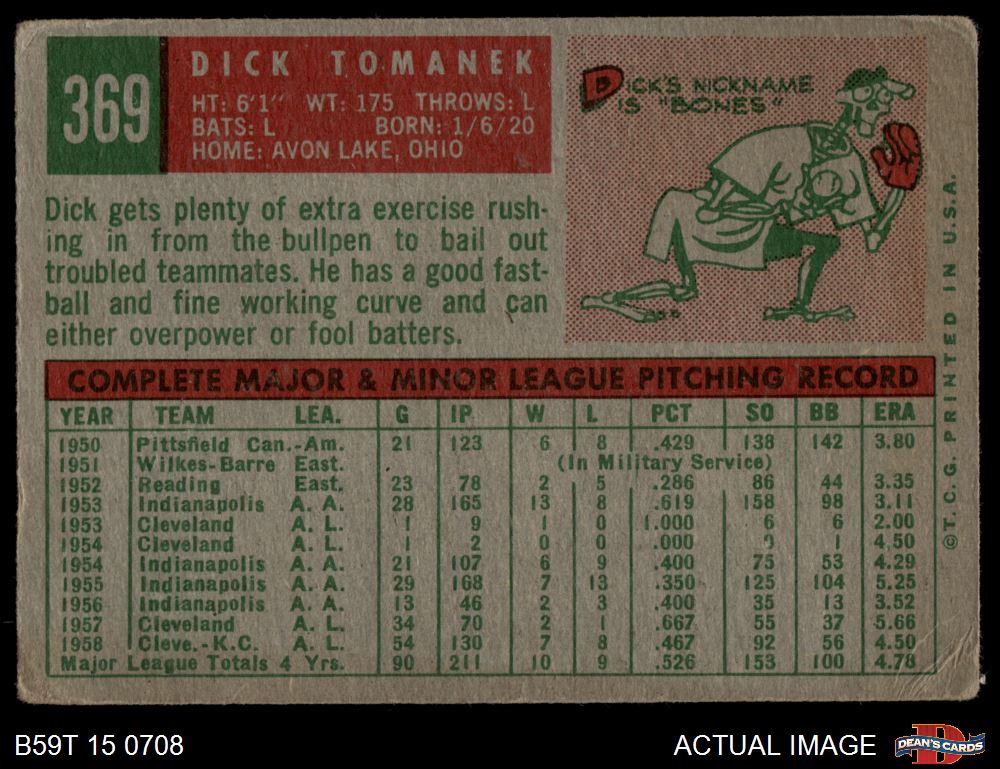 369
DICK TOMANEK
HT: 6'1" WT: 175 THROWS: L
BATS: L BORN: 1/6/20
HOME: AVON LAKE, OHIO
DICK'S NICKNAME
IS "BONES"
Dick gets plenty of extra exercise rush-
ing in from the bullpen to bail out
troubled teammates. He has a good fast-
ball and fine working curve and can
either overpower or fool batters.
COMPLETE MAJOR & MINOR LEAGUE PITCHING RECORD
YEAR TEAM LEA. G IP W L PCT SO BB ERA
1950 Pittsfield Can.-Am. 21 123 6 8 .429 138 142 3.80
1951 Wilkes-Barre East. (In Military Service)
1952 Reading East. 23 78 2 5 .286 86 44 3.35
1953 Indianapolis A. A. 28 165 13 8 .619 158 98 3.11
1953 Cleveland A. L. 1 9 1 0 1.000 6 6 2.00
1954 Cleveland A. L. 1 2 0 0 .000 0 1 4.50
1954 Indianapolis A. A. 21 107 6 9 .400 75 53 4.29
1955 Indianapolis A. A. 29 168 7 13 .350 125 104 5.25
1956 Indianapolis A. A. 13 46 2 3 .400 35 13 3.52
1957 Cleveland A. L. 34 70 2 1 .667 55 37 5.66
1958 Cleve.-K.C. A. L. 54 130 7 8 .467 92 56 4.50
Major League Totals 4 Yrs. 90 211 10 9 .526 153 100 4.78
©T.C.G. PRINTED IN U.S.A.
B59T 15 0708
ACTUAL IMAGE
DEAN'S CARDS